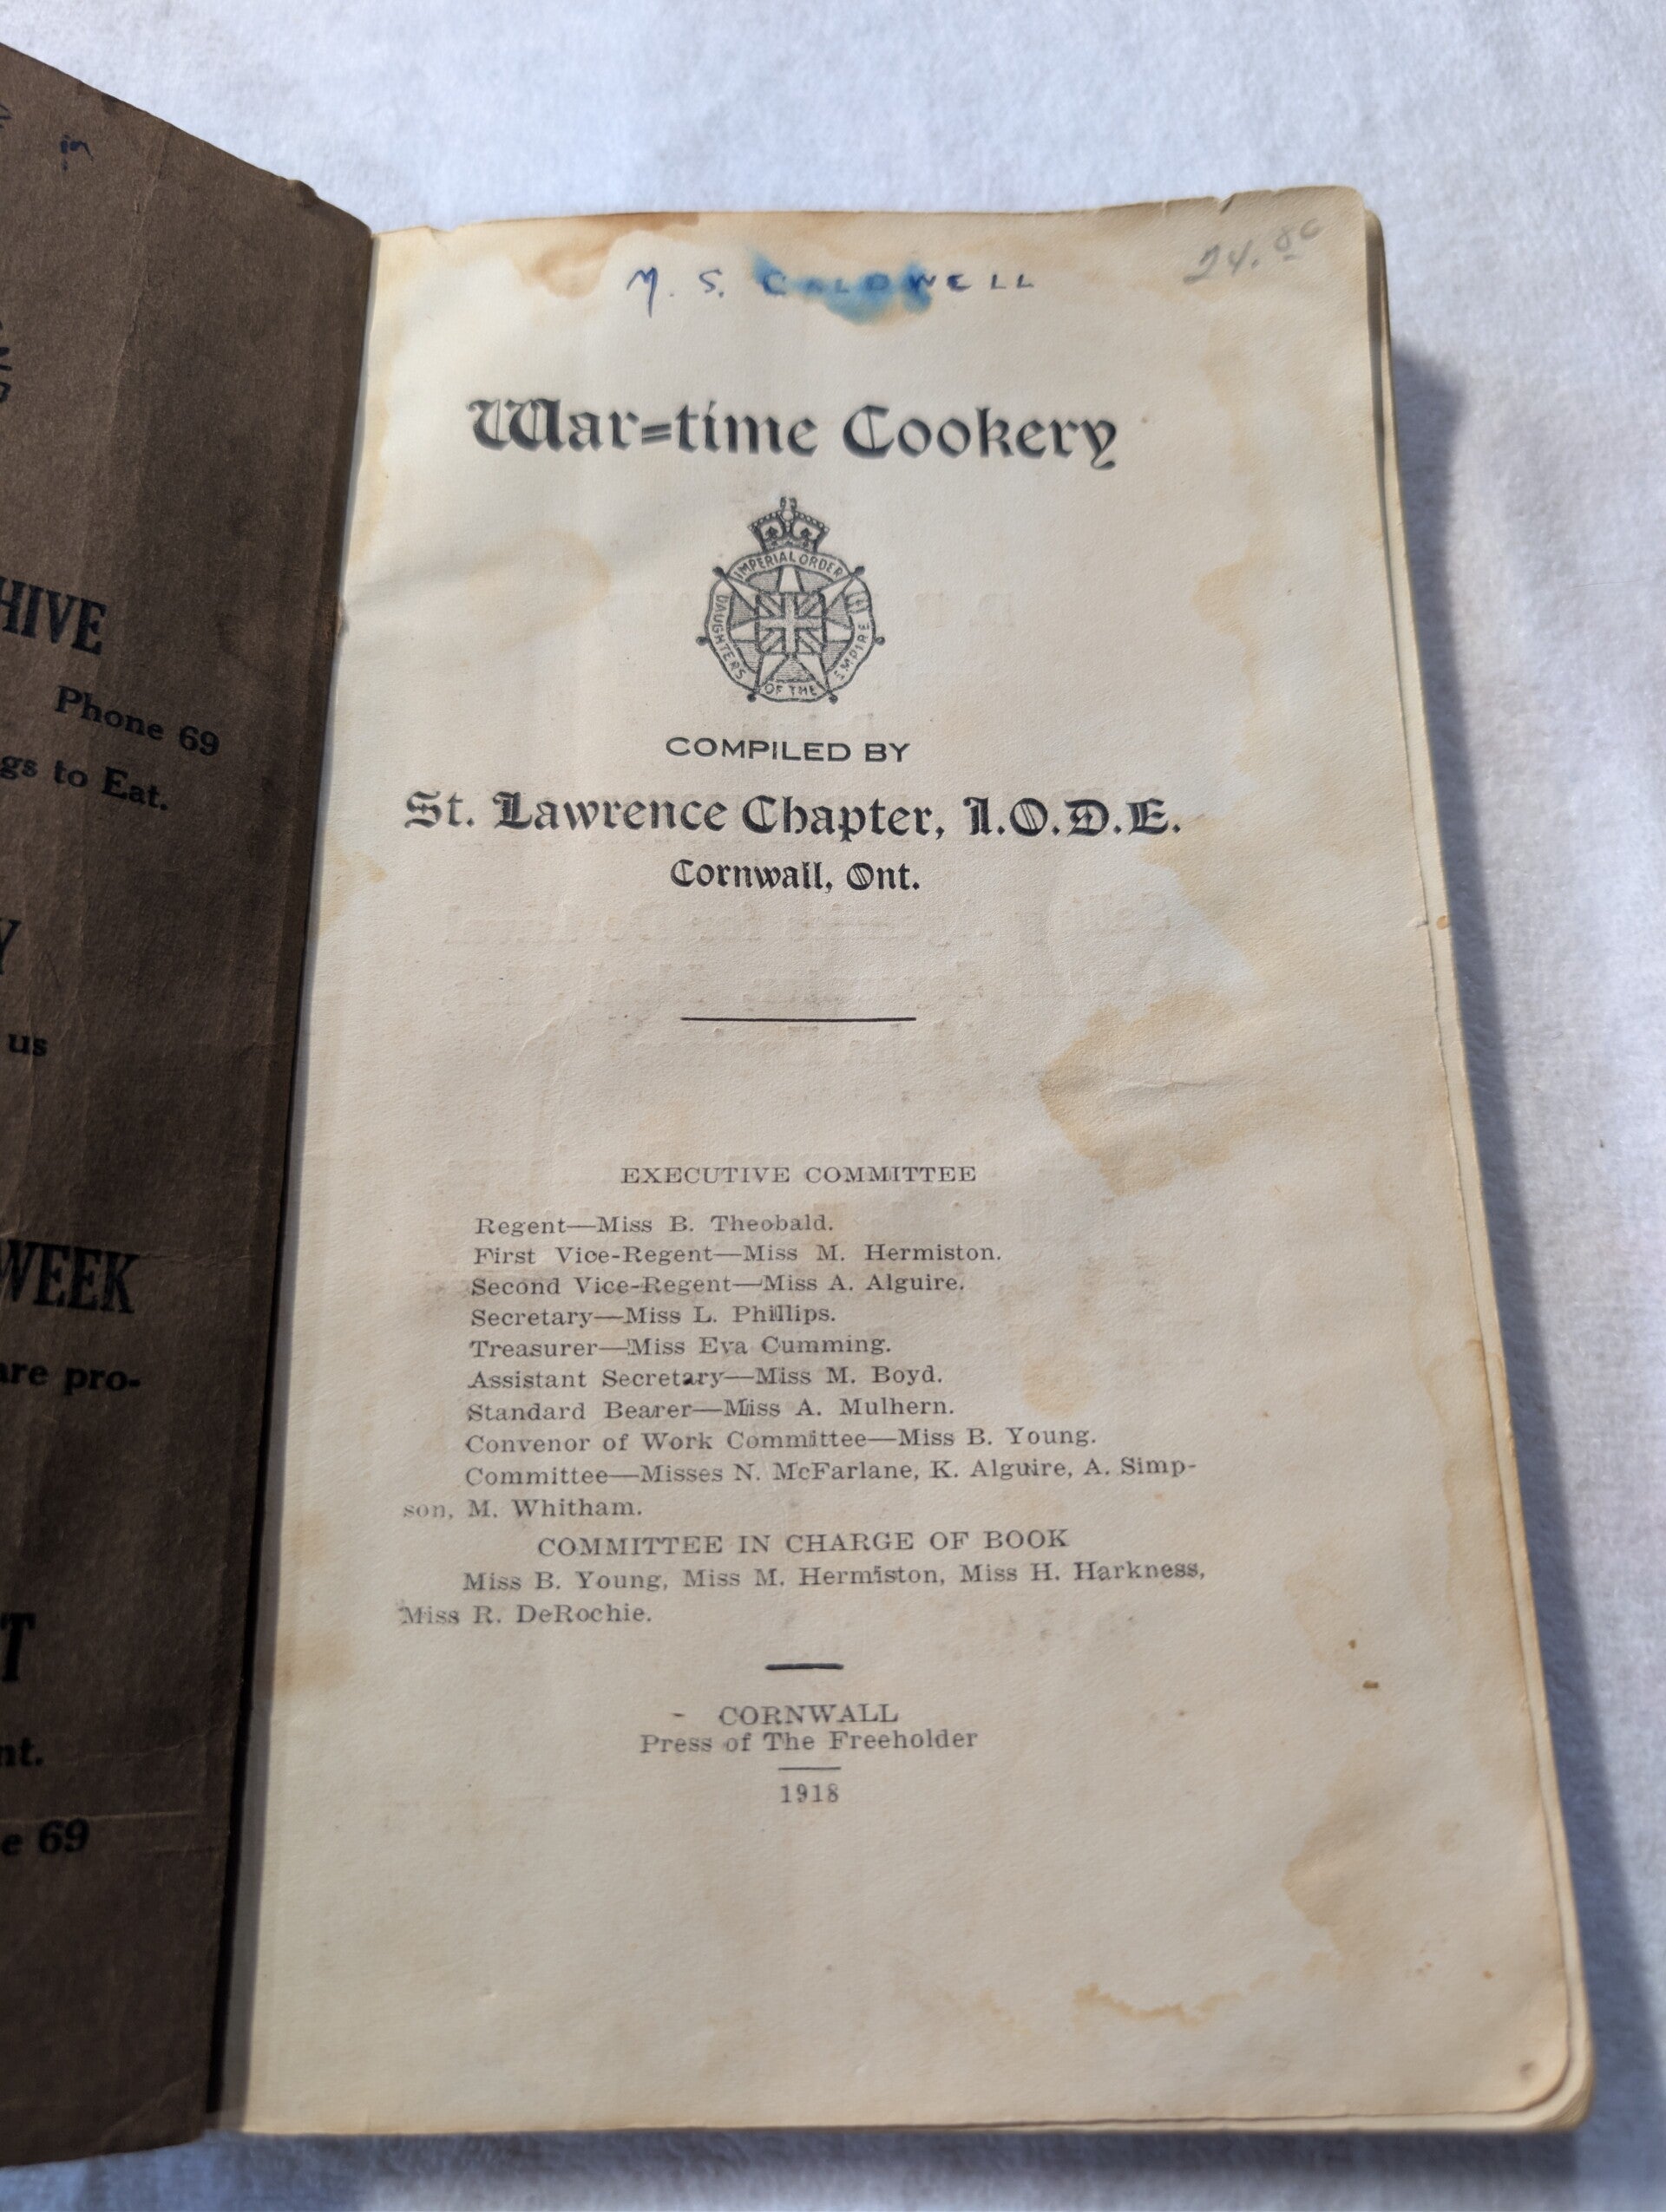 in
HIVE
Phone 69
gs to Eat.
Y
us
WEEK
are pro-
T
nt.
e 69
M. S. CALDWELL
24.80
War=time Cookery
IMPERIAL ORDER
DAUGHTERS
OF THE
EMPIRE
COMPILED BY
St. Lawrence Chapter, I.O.D.E.
Cornwall, Ont.
EXECUTIVE COMMITTEE
Regent—Miss B. Theobald.
First Vice-Regent—Miss M. Hermiston.
Second Vice-Regent—Miss A. Alguire.
Secretary—Miss L. Phillips.
Treasurer—Miss Eva Cumming.
Assistant Secretary—Miss M. Boyd.
Standard Bearer—Miss A. Mulhern.
Convenor of Work Committee—Miss B. Young.
Committee—Misses N. McFarlane, K. Alguire, A. Simp-
son, M. Whitham.
COMMITTEE IN CHARGE OF BOOK
Miss B. Young, Miss M. Hermiston, Miss H. Harkness,
Miss R. DeRochie.
CORNWALL
Press of The Freeholder
1918